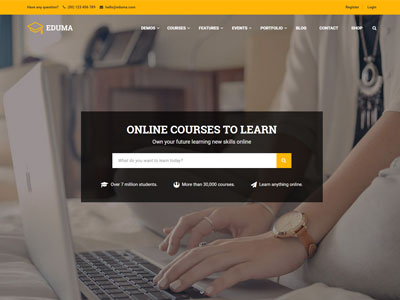 Have any question? (00) 123 456 789 hello@eduma.com Register Login
EDUMA DEMOS COURSES FEATURES EVENTS PORTFOLIO BLOG CONTACT SHOP
ONLINE COURSES TO LEARN
Own your future learning new skills online
What do you want to learn today?
Over 7 million students. More than 30,000 courses. Learn anything online.